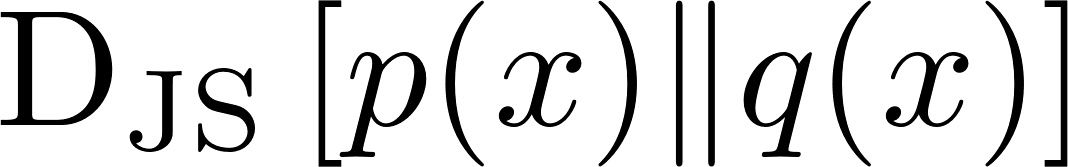 D_JS [p(x) ∥ q(x)]